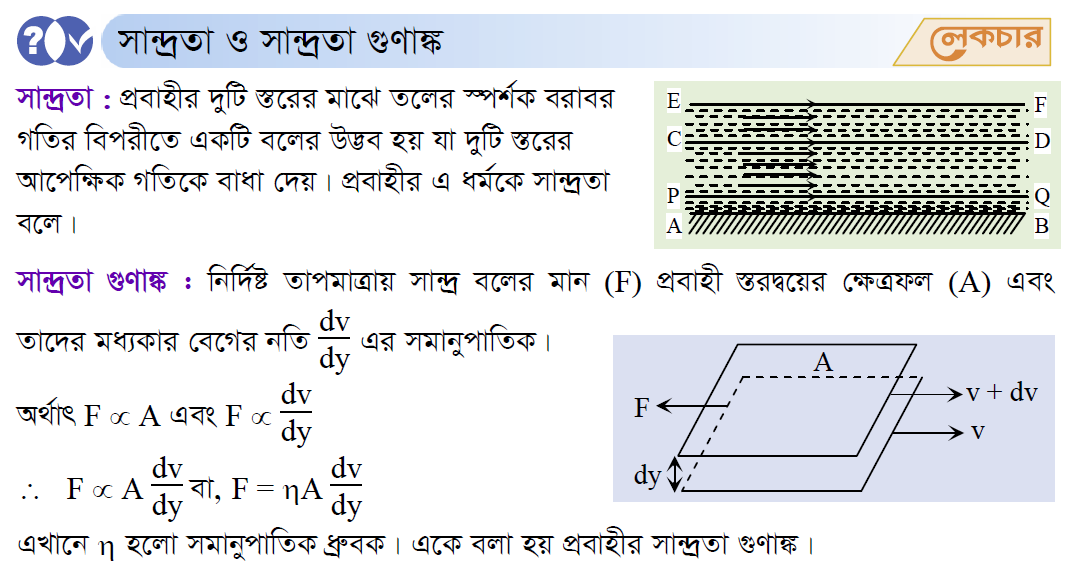 সান্দ্রতা ও সান্দ্রতা গুণাঙ্ক
লেকচার
সান্দ্রতা : প্রবাহীর দুটি স্তরের মাঝে তলের স্পর্শক বরাবর
গতির বিপরীতে একটি বলের উদ্ভব হয় যা দুটি স্তরের
আপেক্ষিক গতিকে বাধা দেয়। প্রবাহীর এ ধর্মকে সান্দ্রতা
বলে।
E F
C D
P Q
A B
সান্দ্রতা গুণাঙ্ক : নির্দিষ্ট তাপমাত্রায় সান্দ্র বলের মান (F) প্রবাহী স্তরদ্বয়ের ক্ষেত্রফল (A) এবং
তাদের মধ্যকার বেগের নতি dv/dy এর সমানুপাতিক।
অর্থাৎ F ∝ A এবং F ∝ dv/dy
∴ F ∝ A dv/dy বা, F = ηA dv/dy
A
F
v + dv
v
dy
এখানে η হলো সমানুপাতিক ধ্রুবক। একে বলা হয় প্রবাহীর সান্দ্রতা গুণাঙ্ক।